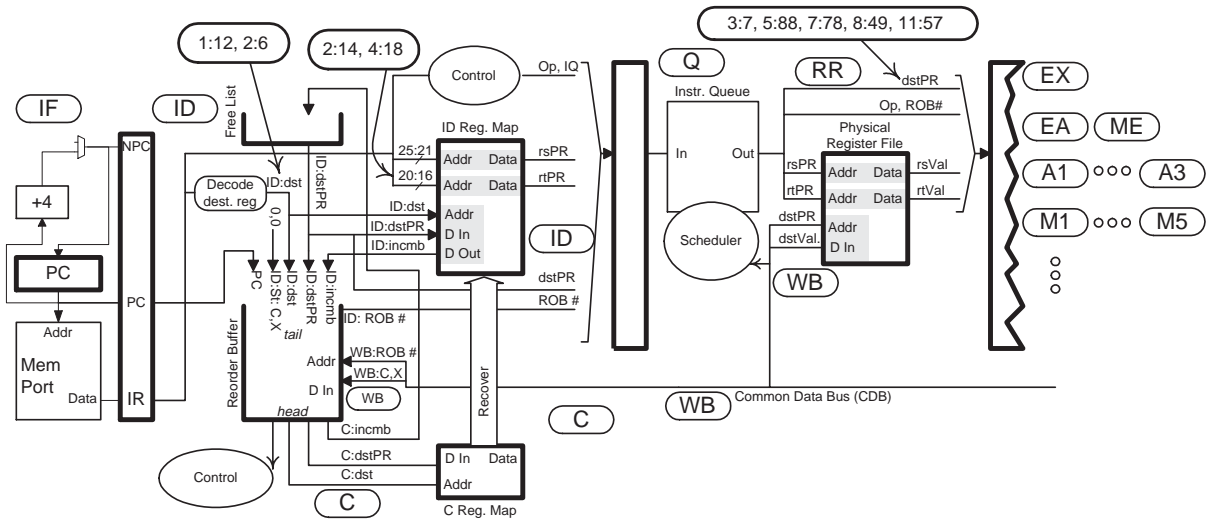 3:7, 5:88, 7:78, 8:49, 11:57
1:12, 2:6
2:14, 4:18
Control
Op, IQ
Q
RR
dstPR
EX
Op, ROB#
IF
ID
Free List
Instr. Queue
ID Reg. Map
Physical
Register File
EA
ME
NPC
ID:dstPR
25:21
Addr
Data
rsPR
In
Out
rsPR
Addr
Data
rsVal
A1
A3
20:16
Addr
Data
rtPR
rtPR
Addr
Data
rtVal
+4
Decode
dest. reg
ID:dst
0,0
ID:dst
Addr
ID:dstPR
D In
ID:incmb
D Out
ID
dstPR
Addr
dstVal.
D In
M1
M5
Scheduler
WB
PC
PC
PC
ID:St: C,X
ID:dst
ID:dstPR
ID:incmb
dstPR
ROB #
ID: ROB #
tail
Reorder Buffer
Addr
Mem
Port
Data
IR
Addr
WB:ROB #
WB:C,X
D In
WB
Recover
WB
Common Data Bus (CDB)
head
C:incmb
C
C:dstPR
D In
Data
C:dst
Addr
Control
C
C Reg. Map